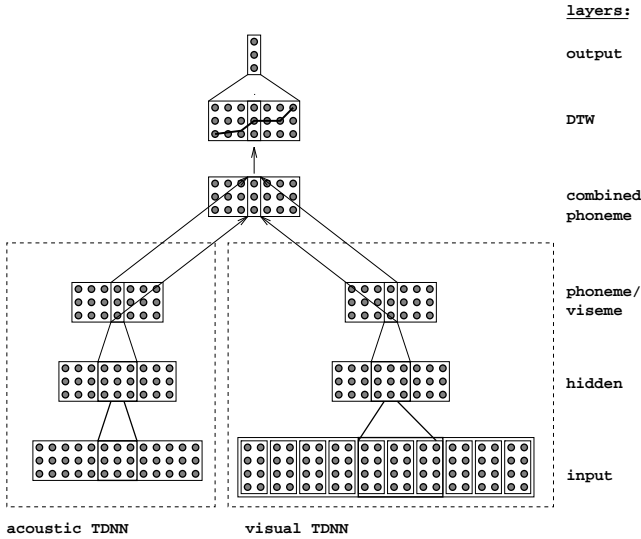 layers:
output
DTW
combined
phoneme
phoneme/
viseme
hidden
input
acoustic TDNN
visual TDNN